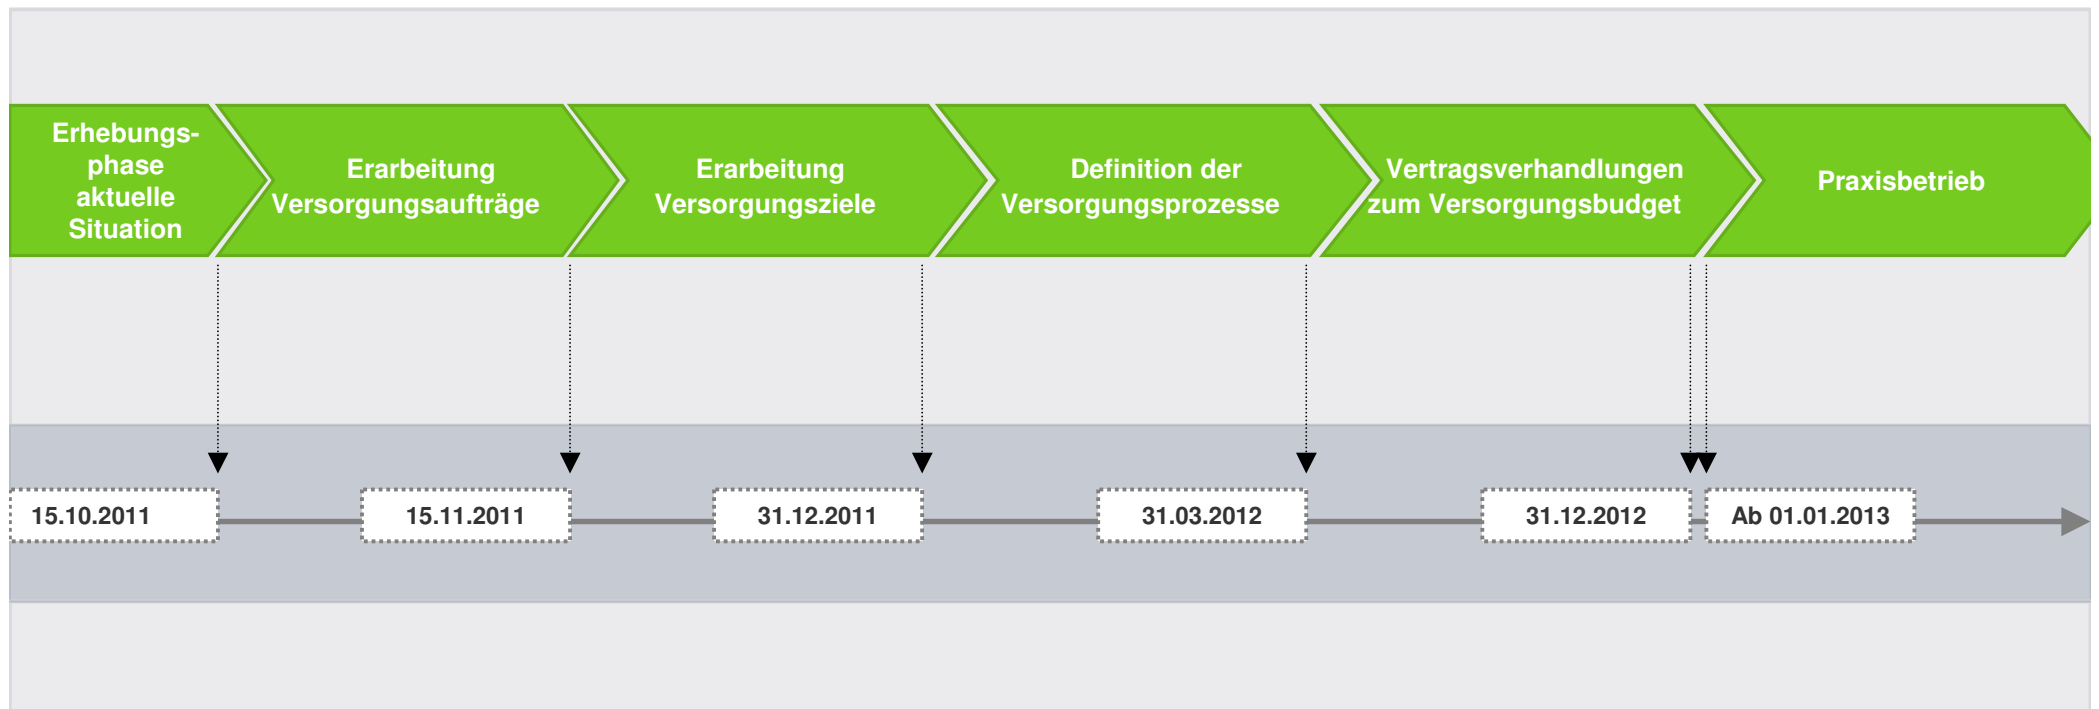 Erhebungs-
phase
aktuelle
Situation
Erarbeitung
Versorgungsaufträge
Erarbeitung
Versorgungsziele
Definition der
Versorgungsprozesse
Vertragsverhandlungen
zum Versorgungsbudget
Praxisbetrieb
15.10.2011
15.11.2011
31.12.2011
31.03.2012
31.12.2012
Ab 01.01.2013